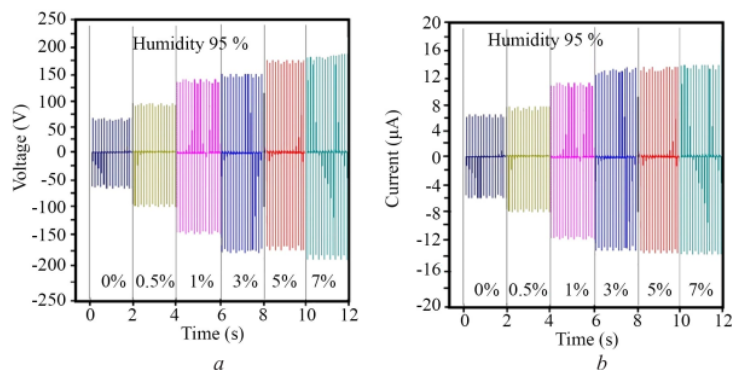 250
200
150
100
50
0
-50
-100
-150
-200
-250
Voltage (V)
Humidity 95 %
0% 0.5% 1% 3% 5% 7%
0 2 4 6 8 10 12
Time (s)
a
20
16
12
8
4
0
-4
-8
-12
-16
-20
Current (µA)
Humidity 95 %
0% 0.5% 1% 3% 5% 7%
0 2 4 6 8 10 12
Time (s)
b